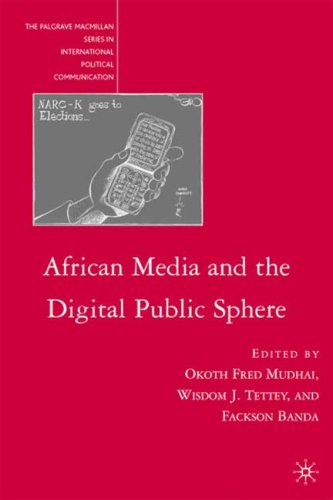 THE PALGRAVE MACMILLAN
SERIES IN
INTERNATIONAL
POLITICAL
COMMUNICATION
NARC-K goes to
Elections...
African Media and the
Digital Public Sphere
EDITED BY
OKOTH FRED MUDHAI,
WISDOM J. TETTEY, AND
FACKSON BANDA